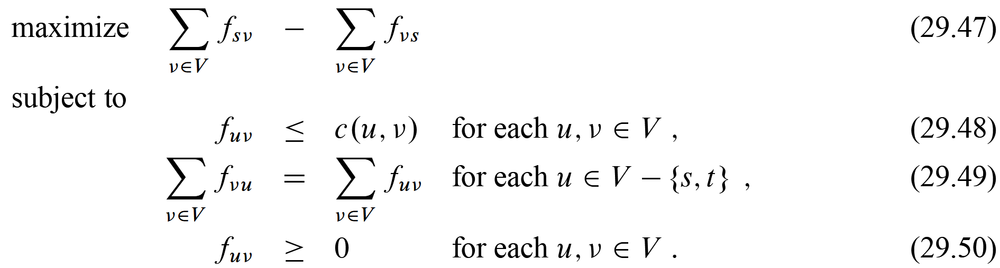 maximize ∑_{v∈V} f_{sv} − ∑_{v∈V} f_{vs} (29.47)
subject to
f_{uv} ≤ c(u, v) for each u, v ∈ V , (29.48)
∑_{v∈V} f_{vu} = ∑_{v∈V} f_{uv} for each u ∈ V − {s, t} , (29.49)
f_{uv} ≥ 0 for each u, v ∈ V . (29.50)